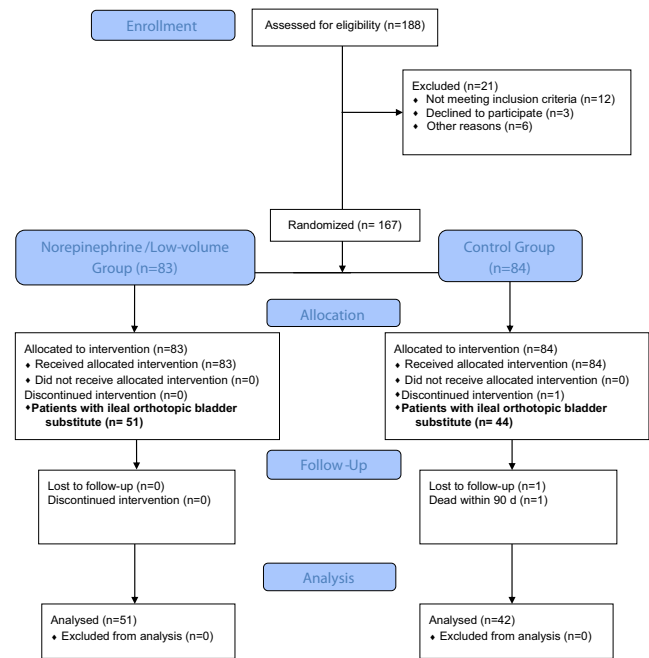 Enrollment
Assessed for eligibility (n=188)
Excluded (n=21)
♦ Not meeting inclusion criteria (n=12)
♦ Declined to participate (n=3)
♦ Other reasons (n=6)
Randomized (n= 167)
Norepinephrine /Low-volume
Group (n=83)
Control Group
(n=84)
Allocation
Allocated to intervention (n=83)
♦ Received allocated intervention (n=83)
♦ Did not receive allocated intervention (n=0)
Discontinued intervention (n=0)
♦Patients with ileal orthotopic bladder
substitute (n= 51)
Allocated to intervention (n=84)
♦ Received allocated intervention (n=84)
♦ Did not receive allocated intervention (n=0)
♦Discontinued intervention (n=1)
♦Patients with ileal orthotopic bladder
substitute (n= 44)
Follow-Up
Lost to follow-up (n=0)
Discontinued intervention (n=0)
Lost to follow-up (n=1)
Dead within 90 d (n=1)
Analysis
Analysed (n=51)
♦ Excluded from analysis (n=0)
Analysed (n=42)
♦ Excluded from analysis (n=0)